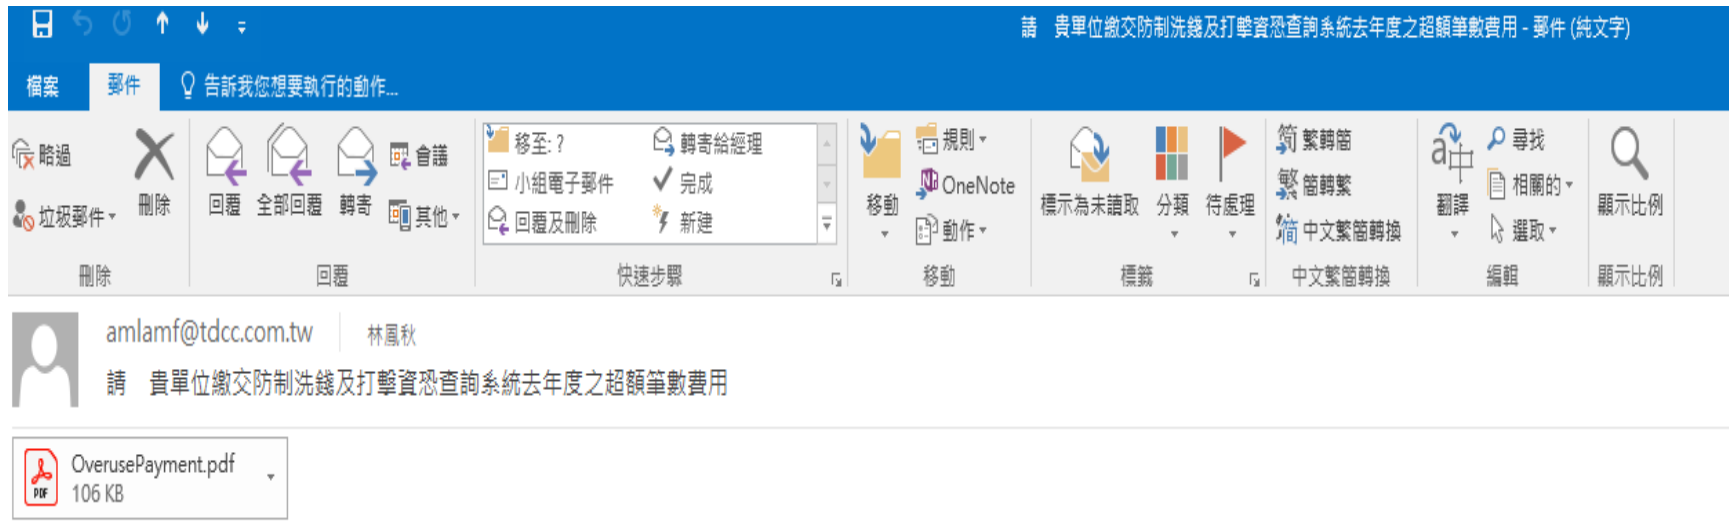 請　貴單位繳交防制洗錢及打擊資恐查詢系統去年度之超額筆數費用 - 郵件 (純文字)
檔案 郵件 告訴我您想要執行的動作...
略過 刪除 回覆 全部回覆 轉寄 會議 移至: ? 轉寄給經理 移動 規則 標示為未讀取 分類 待處理 繁轉簡 翻譯 尋找 顯示比例
小組電子郵件 完成 OneNote 簡轉繁 相關的
垃圾郵件 其他 回覆及刪除 新建 動作 中文繁簡轉換 選取
刪除 回覆 快速步驟 移動 標籤 中文繁簡轉換 編輯 顯示比例
amlamf@tdcc.com.tw 林鳳秋
請　貴單位繳交防制洗錢及打擊資恐查詢系統去年度之超額筆數費用
OverusePayment.pdf
PDF 106 KB